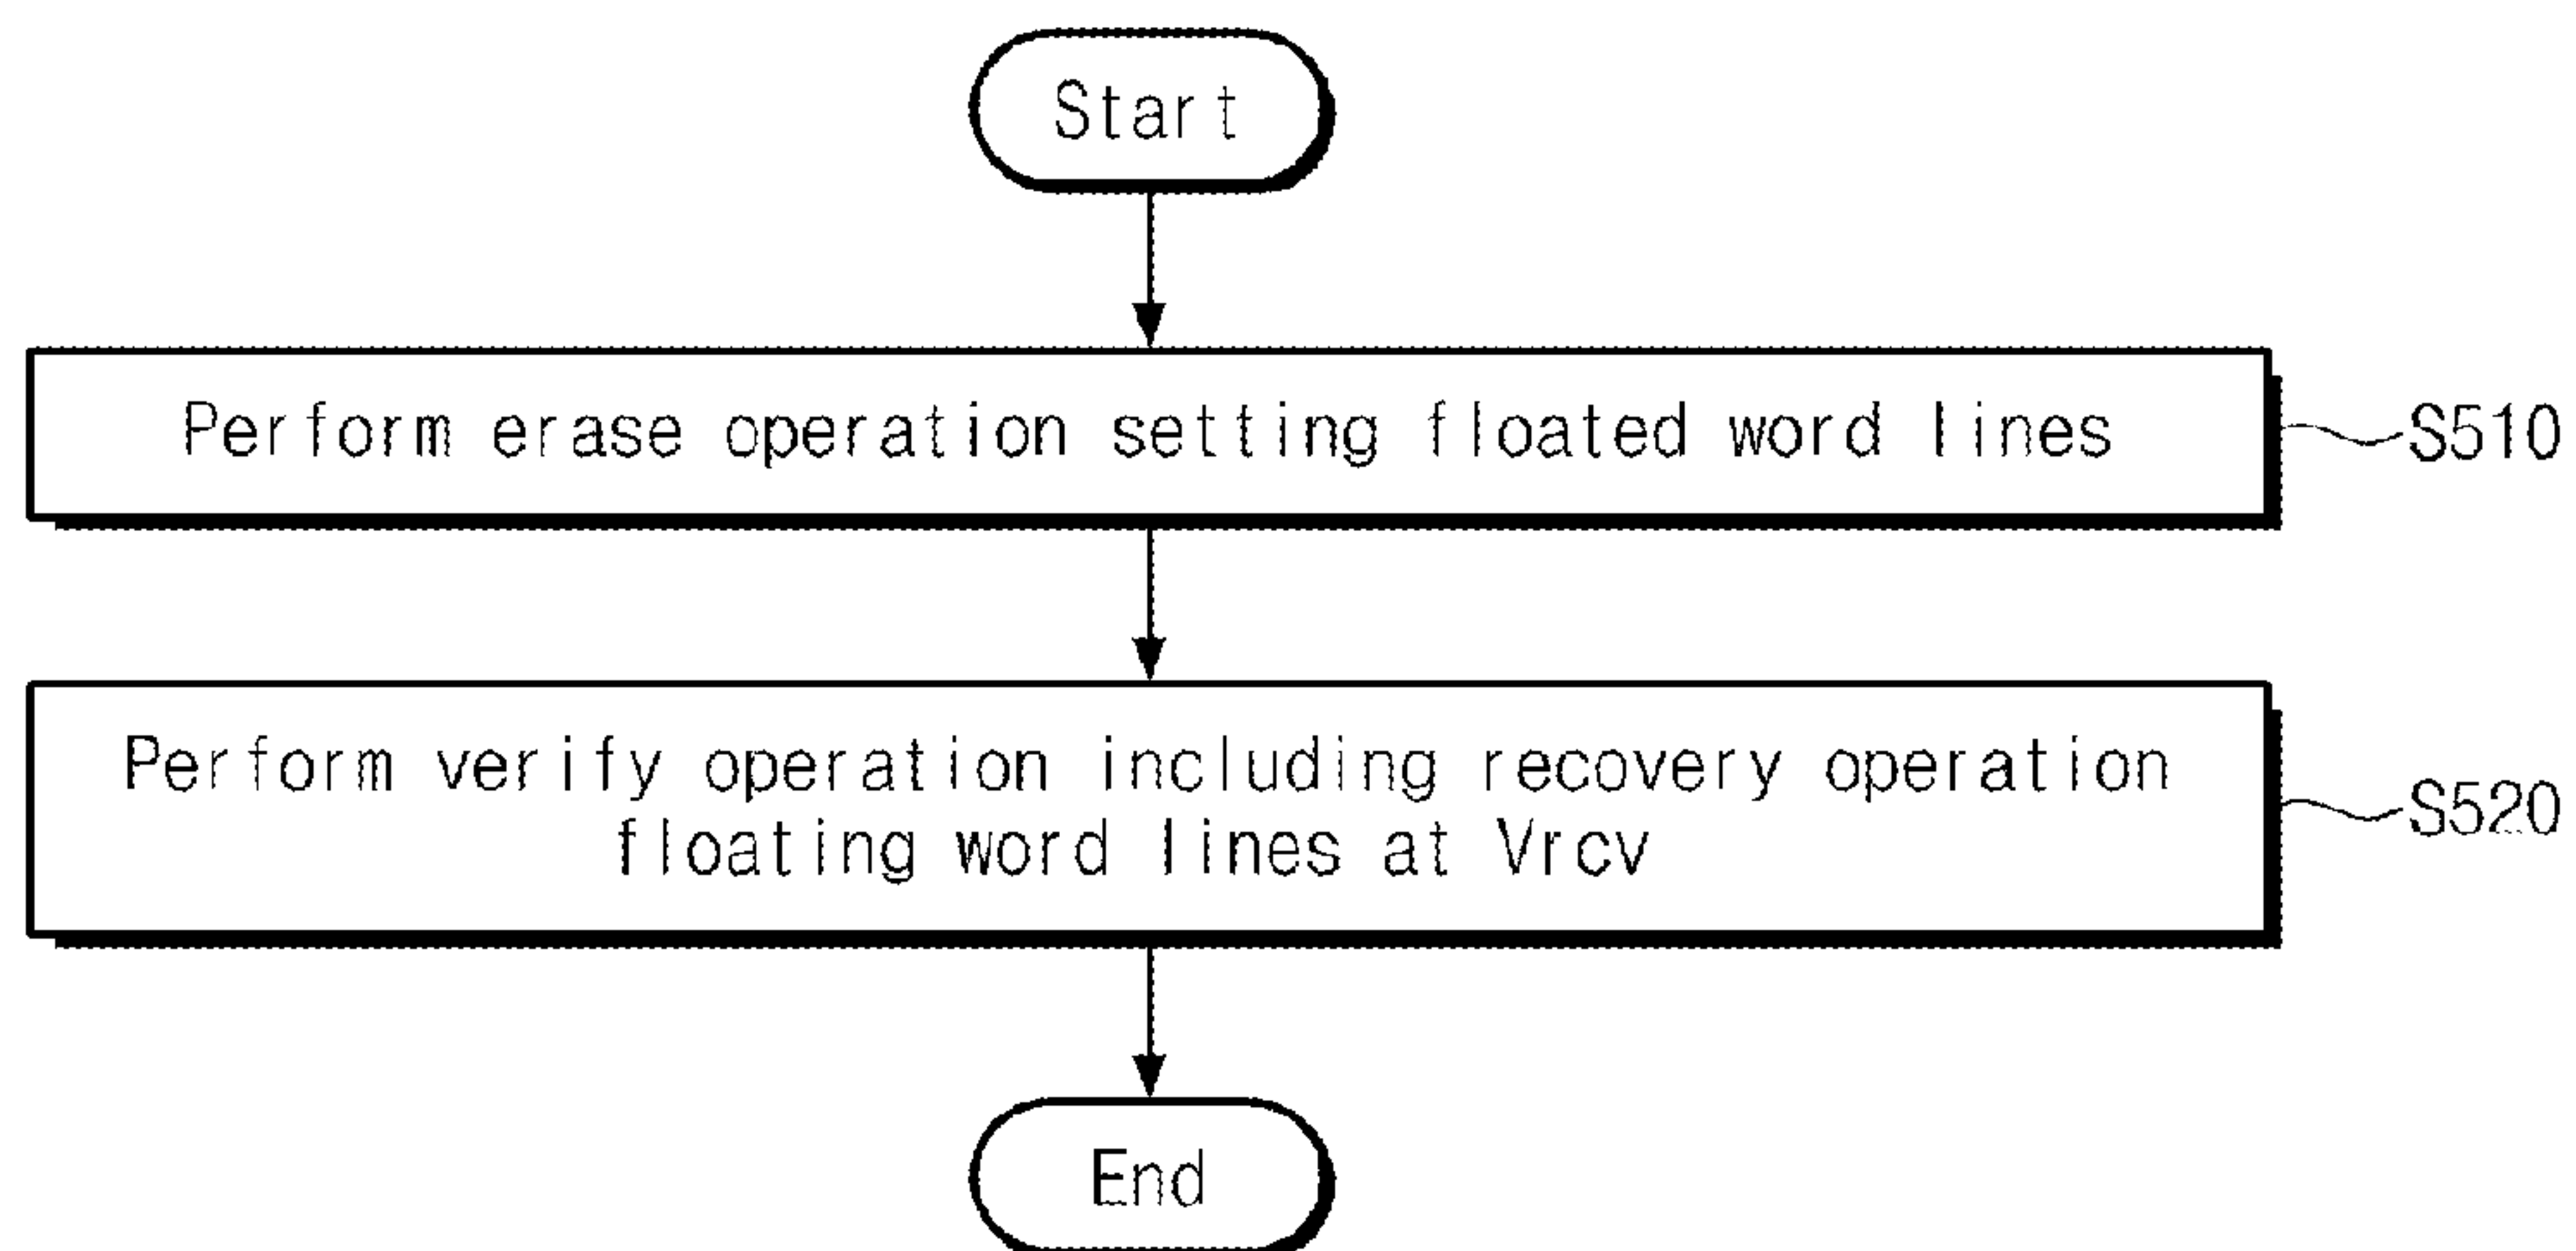 Start
Perform erase operation setting floated word lines
S510
Perform verify operation including recovery operation
floating word lines at Vrcv
S520
End